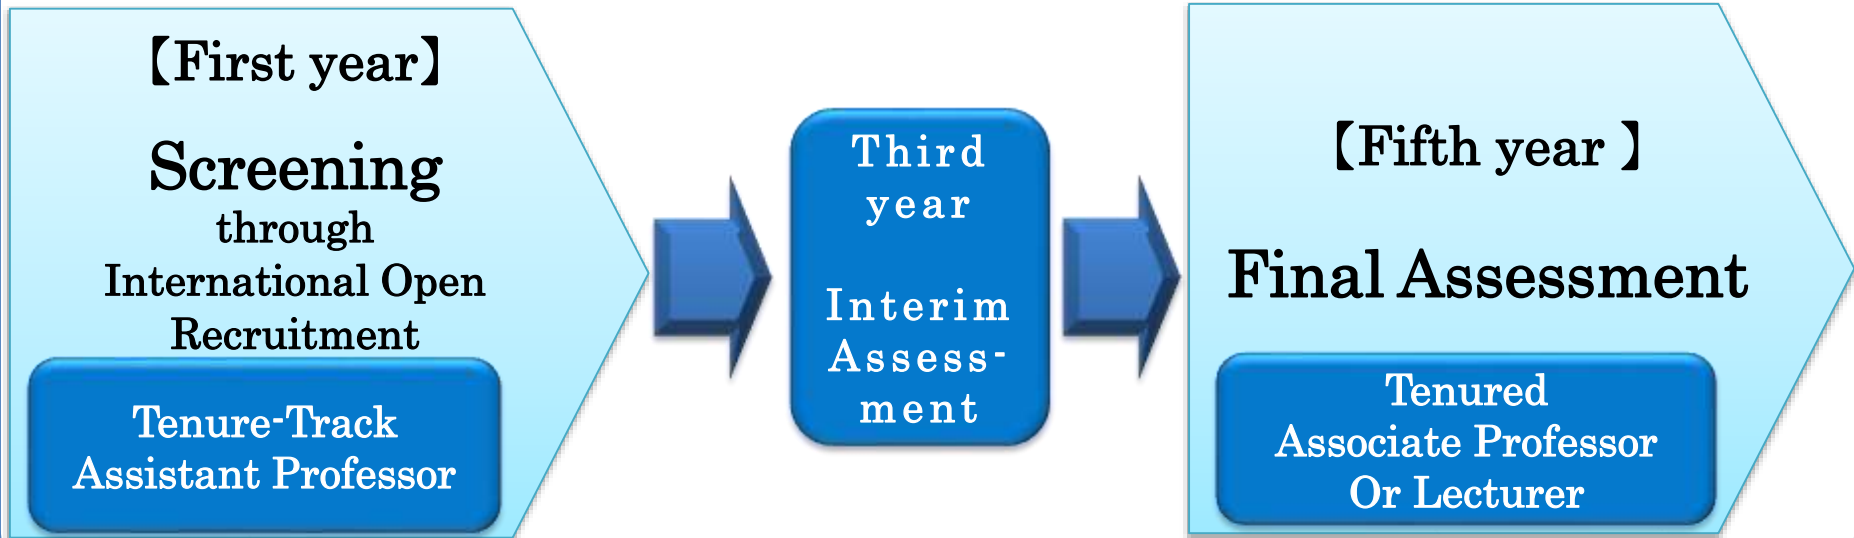 【First year】
Screening
through
International Open
Recruitment
Tenure-Track
Assistant Professor
Third
year
Interim
Assess-
ment
【Fifth year 】
Final Assessment
Tenured
Associate Professor
Or Lecturer